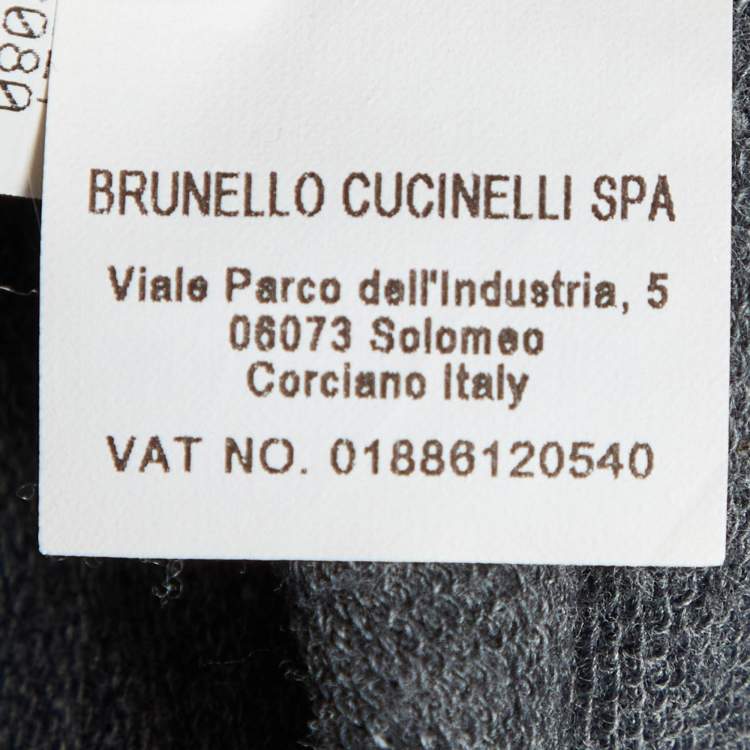 BRUNELLO CUCINELLI SPA
Viale Parco dell'Industria, 5
06073 Solomeo
Corciano Italy
VAT NO. 01886120540